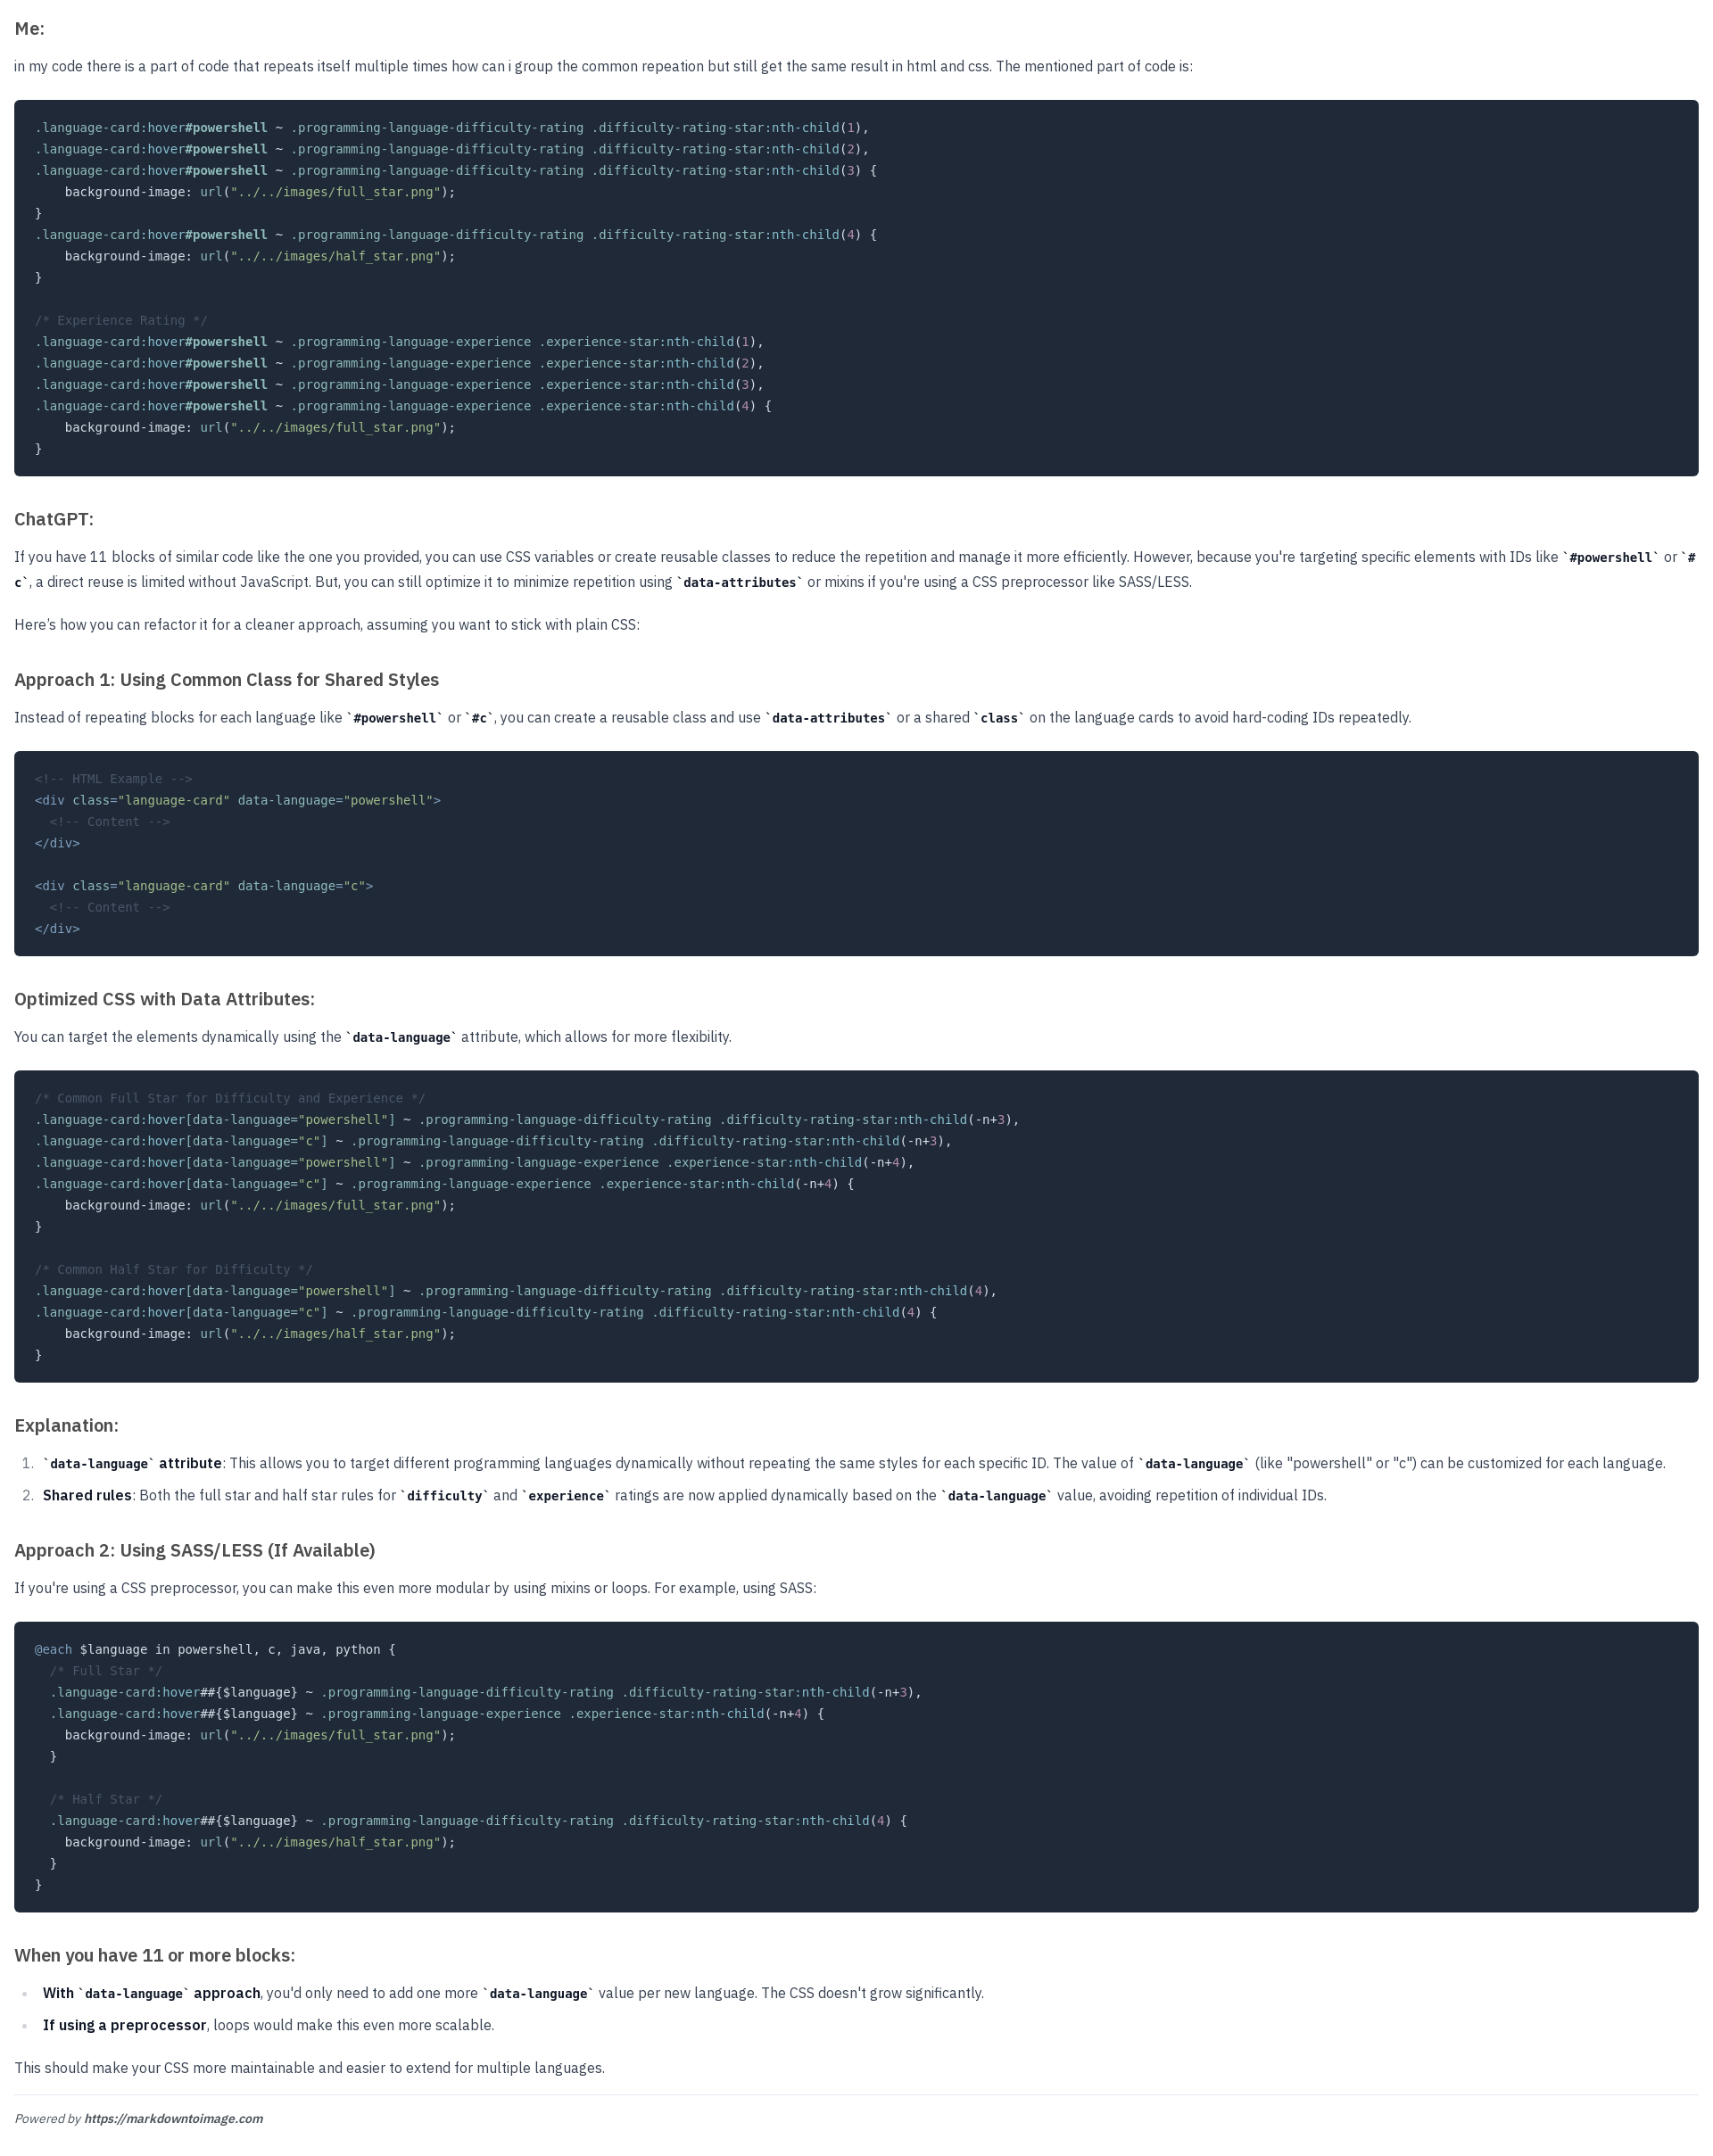 Me:
in my code there is a part of code that repeats itself multiple times how can i group the common repeation but still get the same result in html and css. The mentioned part of code is:
.language-card:hover#powershell ~ .programming-language-difficulty-rating .difficulty-rating-star:nth-child(1),
.language-card:hover#powershell ~ .programming-language-difficulty-rating .difficulty-rating-star:nth-child(2),
.language-card:hover#powershell ~ .programming-language-difficulty-rating .difficulty-rating-star:nth-child(3) {
    background-image: url("../../images/full_star.png");
}
.language-card:hover#powershell ~ .programming-language-difficulty-rating .difficulty-rating-star:nth-child(4) {
    background-image: url("../../images/half_star.png");
}
/* Experience Rating */
.language-card:hover#powershell ~ .programming-language-experience .experience-star:nth-child(1),
.language-card:hover#powershell ~ .programming-language-experience .experience-star:nth-child(2),
.language-card:hover#powershell ~ .programming-language-experience .experience-star:nth-child(3),
.language-card:hover#powershell ~ .programming-language-experience .experience-star:nth-child(4) {
    background-image: url("../../images/full_star.png");
}
ChatGPT:
If you have 11 blocks of similar code like the one you provided, you can use CSS variables or create reusable classes to reduce the repetition and manage it more efficiently. However, because you're targeting specific elements with IDs like `#powershell` or `#
c`, a direct reuse is limited without JavaScript. But, you can still optimize it to minimize repetition using `data-attributes` or mixins if you're using a CSS preprocessor like SASS/LESS.
Here’s how you can refactor it for a cleaner approach, assuming you want to stick with plain CSS:
Approach 1: Using Common Class for Shared Styles
Instead of repeating blocks for each language like `#powershell` or `#c`, you can create a reusable class and use `data-attributes` or a shared `class` on the language cards to avoid hard-coding IDs repeatedly.
<!-- HTML Example -->
<div class="language-card" data-language="powershell">
  <!-- Content -->
</div>
<div class="language-card" data-language="c">
  <!-- Content -->
</div>
Optimized CSS with Data Attributes:
You can target the elements dynamically using the `data-language` attribute, which allows for more flexibility.
/* Common Full Star for Difficulty and Experience */
.language-card:hover[data-language="powershell"] ~ .programming-language-difficulty-rating .difficulty-rating-star:nth-child(-n+3),
.language-card:hover[data-language="c"] ~ .programming-language-difficulty-rating .difficulty-rating-star:nth-child(-n+3),
.language-card:hover[data-language="powershell"] ~ .programming-language-experience .experience-star:nth-child(-n+4),
.language-card:hover[data-language="c"] ~ .programming-language-experience .experience-star:nth-child(-n+4) {
    background-image: url("../../images/full_star.png");
}
/* Common Half Star for Difficulty */
.language-card:hover[data-language="powershell"] ~ .programming-language-difficulty-rating .difficulty-rating-star:nth-child(4),
.language-card:hover[data-language="c"] ~ .programming-language-difficulty-rating .difficulty-rating-star:nth-child(4) {
    background-image: url("../../images/half_star.png");
}
Explanation:
1. `data-language` attribute: This allows you to target different programming languages dynamically without repeating the same styles for each specific ID. The value of `data-language` (like "powershell" or "c") can be customized for each language.
2. Shared rules: Both the full star and half star rules for `difficulty` and `experience` ratings are now applied dynamically based on the `data-language` value, avoiding repetition of individual IDs.
Approach 2: Using SASS/LESS (If Available)
If you're using a CSS preprocessor, you can make this even more modular by using mixins or loops. For example, using SASS:
@each $language in powershell, c, java, python {
  /* Full Star */
  .language-card:hover##{$language} ~ .programming-language-difficulty-rating .difficulty-rating-star:nth-child(-n+3),
  .language-card:hover##{$language} ~ .programming-language-experience .experience-star:nth-child(-n+4) {
    background-image: url("../../images/full_star.png");
  }
  /* Half Star */
  .language-card:hover##{$language} ~ .programming-language-difficulty-rating .difficulty-rating-star:nth-child(4) {
    background-image: url("../../images/half_star.png");
  }
}
When you have 11 or more blocks:
• With `data-language` approach, you'd only need to add one more `data-language` value per new language. The CSS doesn't grow significantly.
• If using a preprocessor, loops would make this even more scalable.
This should make your CSS more maintainable and easier to extend for multiple languages.
Powered by https://markdowntoimage.com